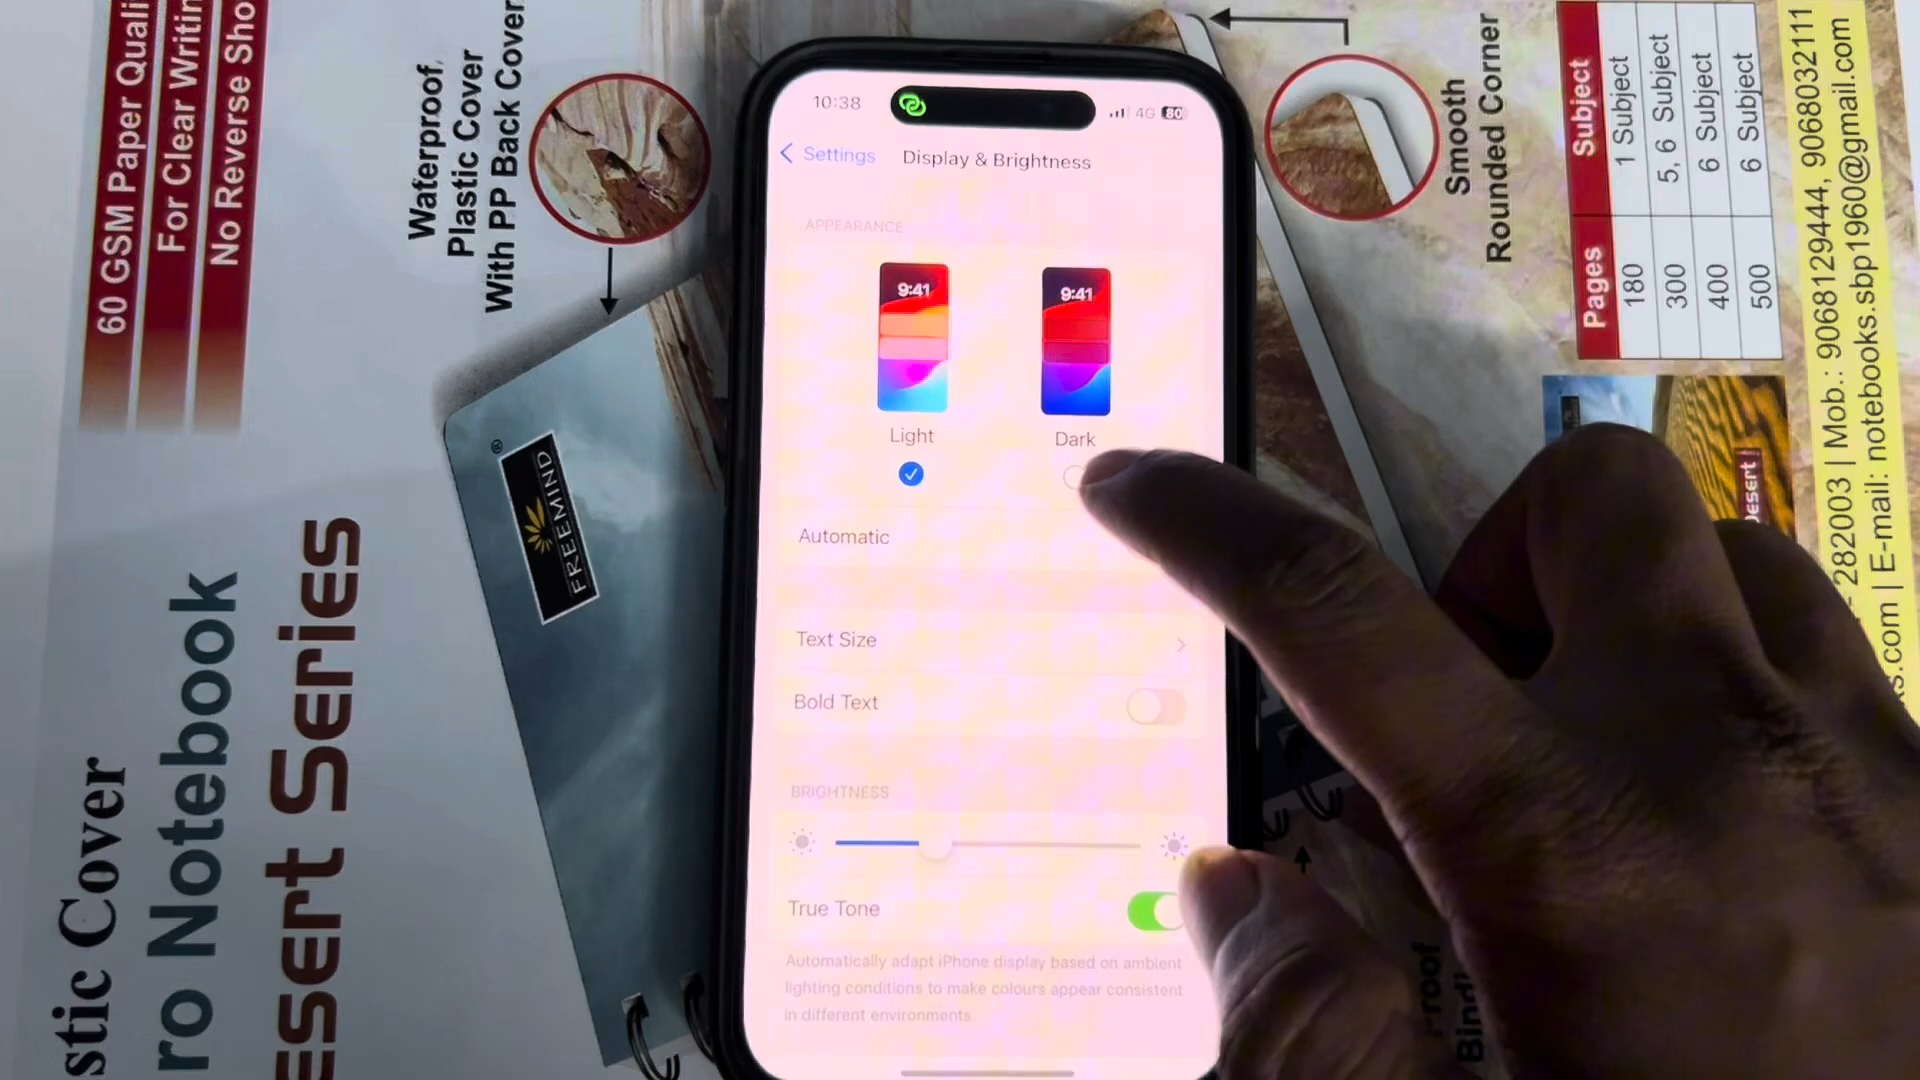 60 GSM Paper Quali
For Clear Writin
No Reverse Sho
Waterproof,
Plastic Cover
With PP Back Cover
FREEMIND
®
stic Cover
ro Notebook
esert Series
10:38
4G 80
Settings
Display & Brightness
APPEARANCE
9:41
9:41
Light
Dark
Automatic
Text Size
Bold Text
BRIGHTNESS
True Tone
Automatically adapt iPhone display based on ambient
lighting conditions to make colours appear consistent
in different environments.
Smooth
Rounded Corner
Pages Subject
180 1 Subject
300 5, 6 Subject
400 6 Subject
500 6 Subject
esert
282003 | Mob.: 9068129444, 9068032111
s.com | E-mail: notebooks.sbp1960@gmail.com